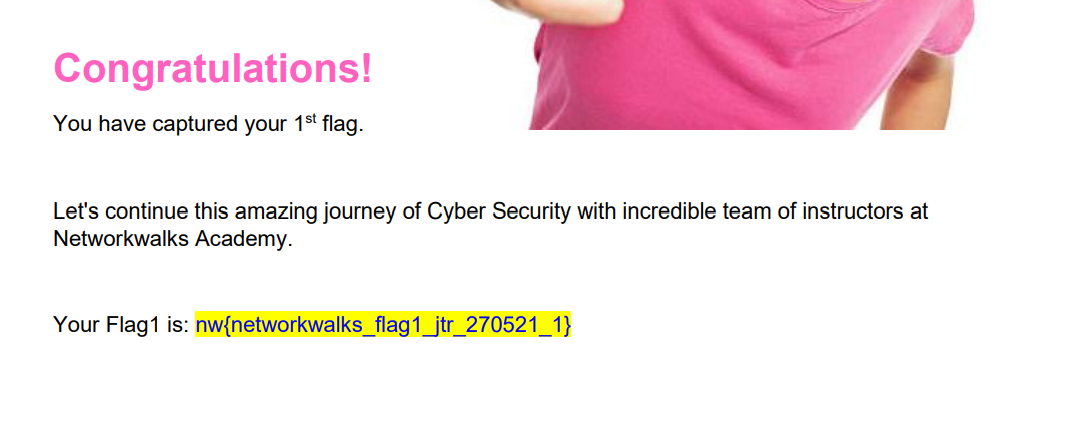 Congratulations!
You have captured your 1st flag.
Let's continue this amazing journey of Cyber Security with incredible team of instructors at
Networkwalks Academy.
Your Flag1 is: nw{networkwalks_flag1_jtr_270521_1}